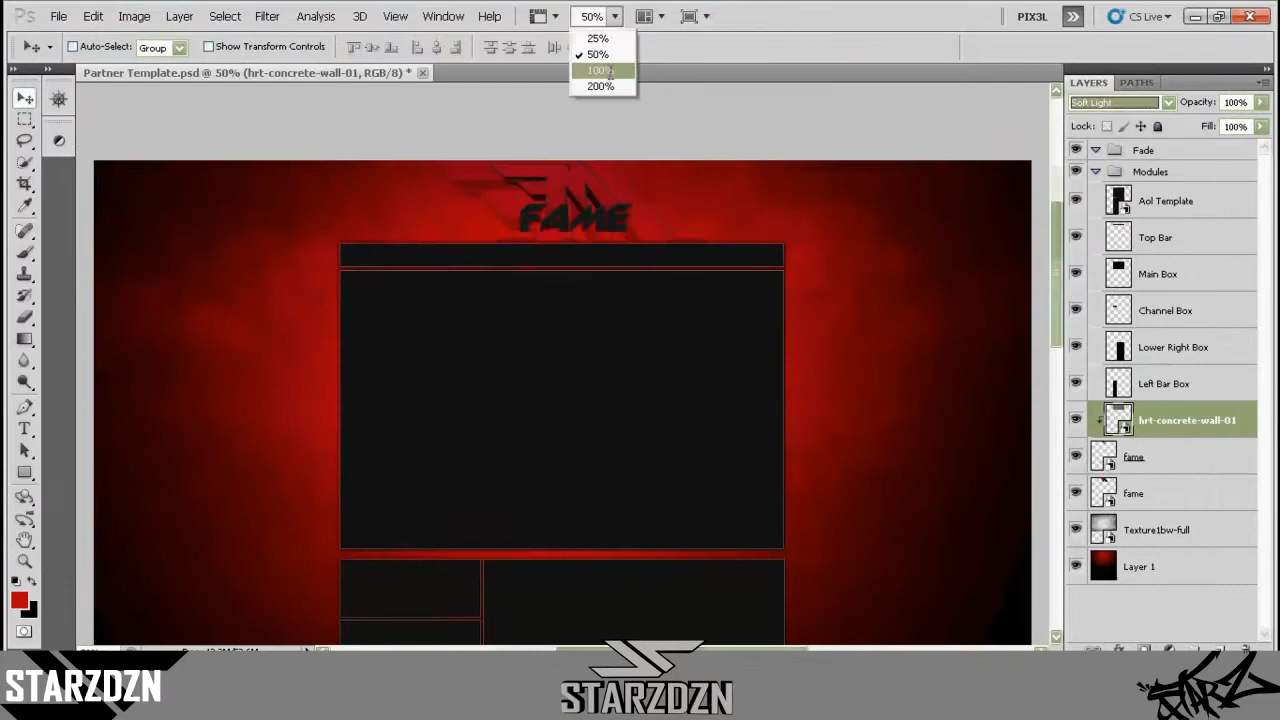 Ps File Edit Image Layer Select Filter Analysis 3D View Window Help 50% PIX3L CS Live
25%
50%
100%
200%
Auto-Select: Group Show Transform Controls
Partner Template.psd @ 50% (hrt-concrete-wall-01, RGB/8) *
LAYERS PATHS
Soft Light Opacity: 100%
Lock: Fill: 100%
Fade
Modules
Aol Template
Top Bar
Main Box
Channel Box
Lower Right Box
Left Bar Box
hrt-concrete-wall-01
fame
fame
Texture1bw-full
Layer 1
FAME
STARZDZN
STARZDZN